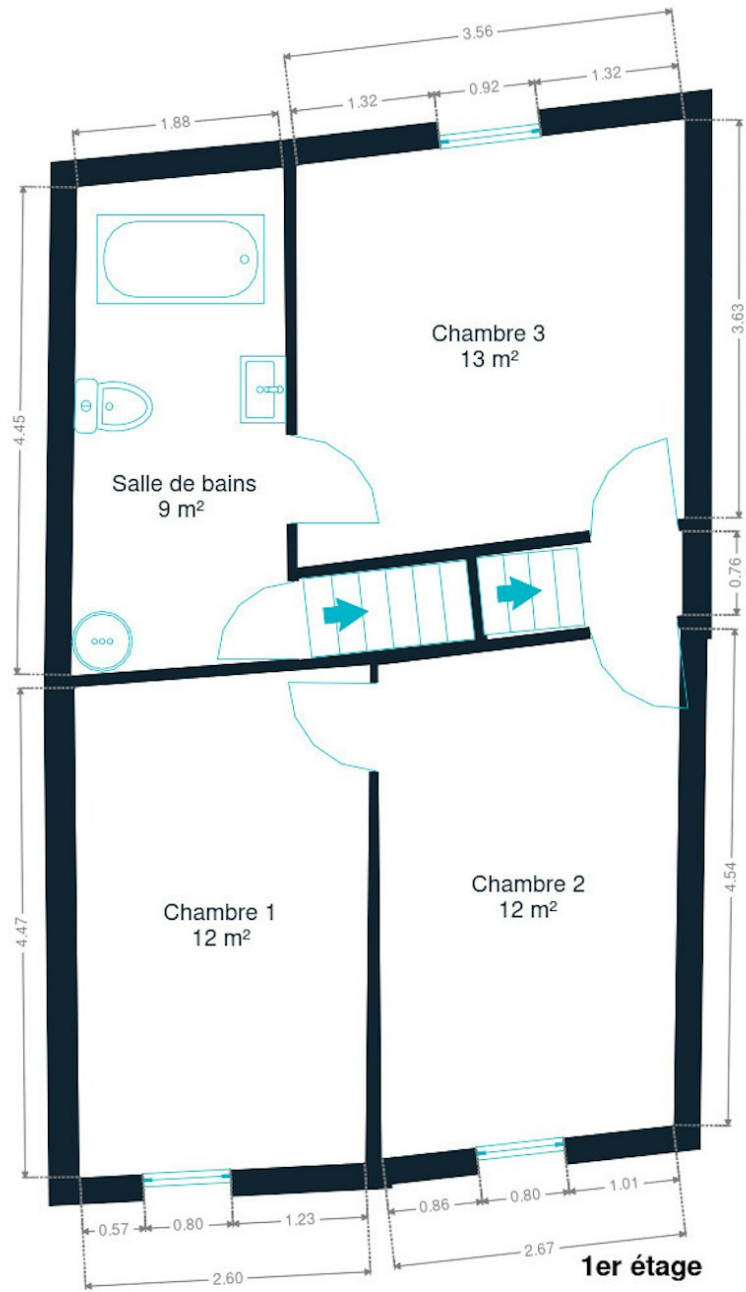 3.56
1.32
0.92
1.32
1.88
3.63
Chambre 3
13 m²
4.45
Salle de bains
9 m²
0.76
4.47
4.54
Chambre 1
12 m²
Chambre 2
12 m²
0.57
0.80
1.23
2.60
0.86
0.80
1.01
2.67
1er étage